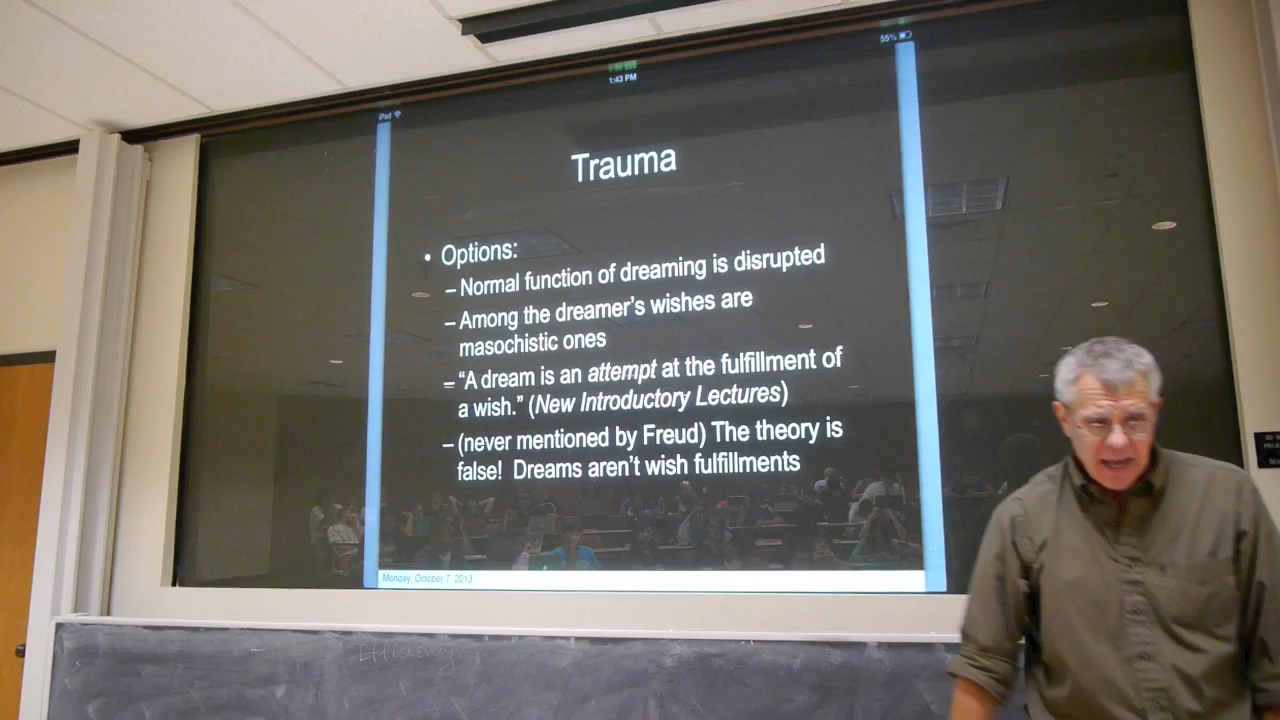 55%
1:43 PM
iPad
Trauma
• Options:
– Normal function of dreaming is disrupted
– Among the dreamer's wishes are
masochistic ones
– “A dream is an attempt at the fulfillment of
a wish.” (New Introductory Lectures)
– (never mentioned by Freud) The theory is
false! Dreams aren't wish fulfillments
Monday, October 7, 2013
Efficiency